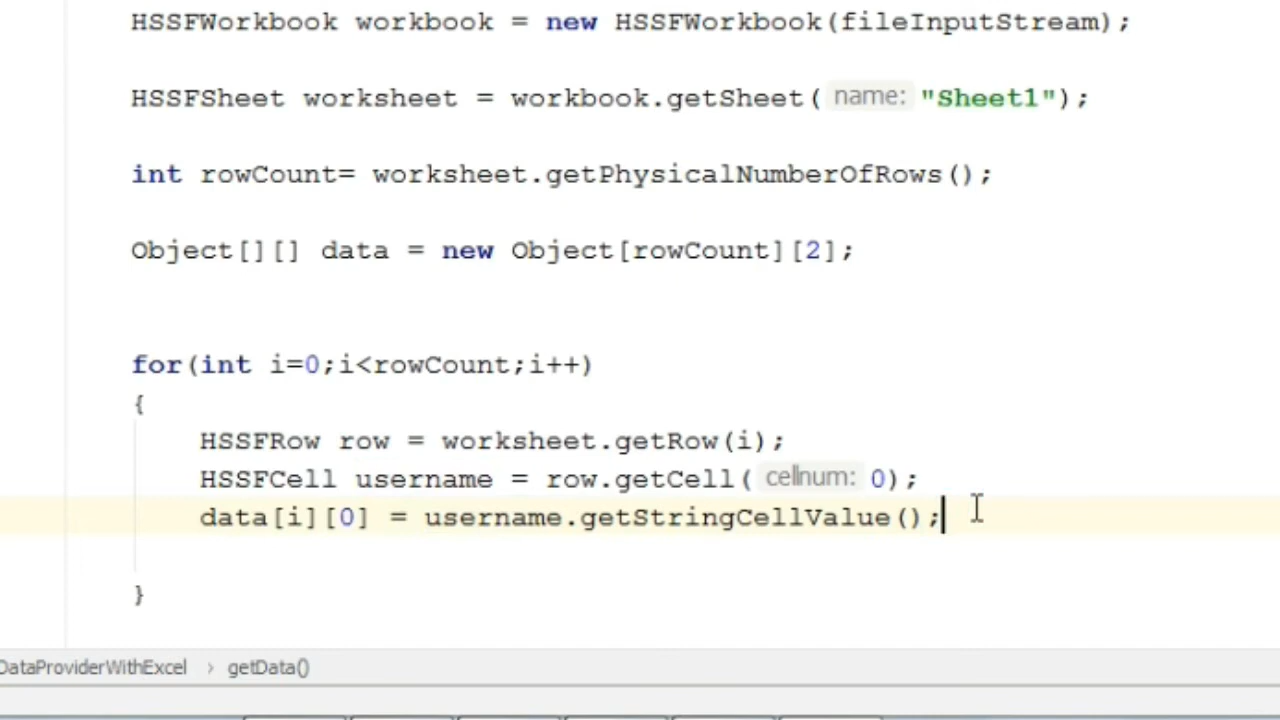 HSSFWorkbook workbook = new HSSFWorkbook(fileInputStream);
HSSFSheet worksheet = workbook.getSheet( name: "Sheet1");
int rowCount= worksheet.getPhysicalNumberOfRows();
Object[][] data = new Object[rowCount][2];
for(int i=0;i<rowCount;i++)
{
HSSFRow row = worksheet.getRow(i);
HSSFCell username = row.getCell( cellnum: 0);
data[i][0] = username.getStringCellValue();
}
DataProviderWithExcel › getData()